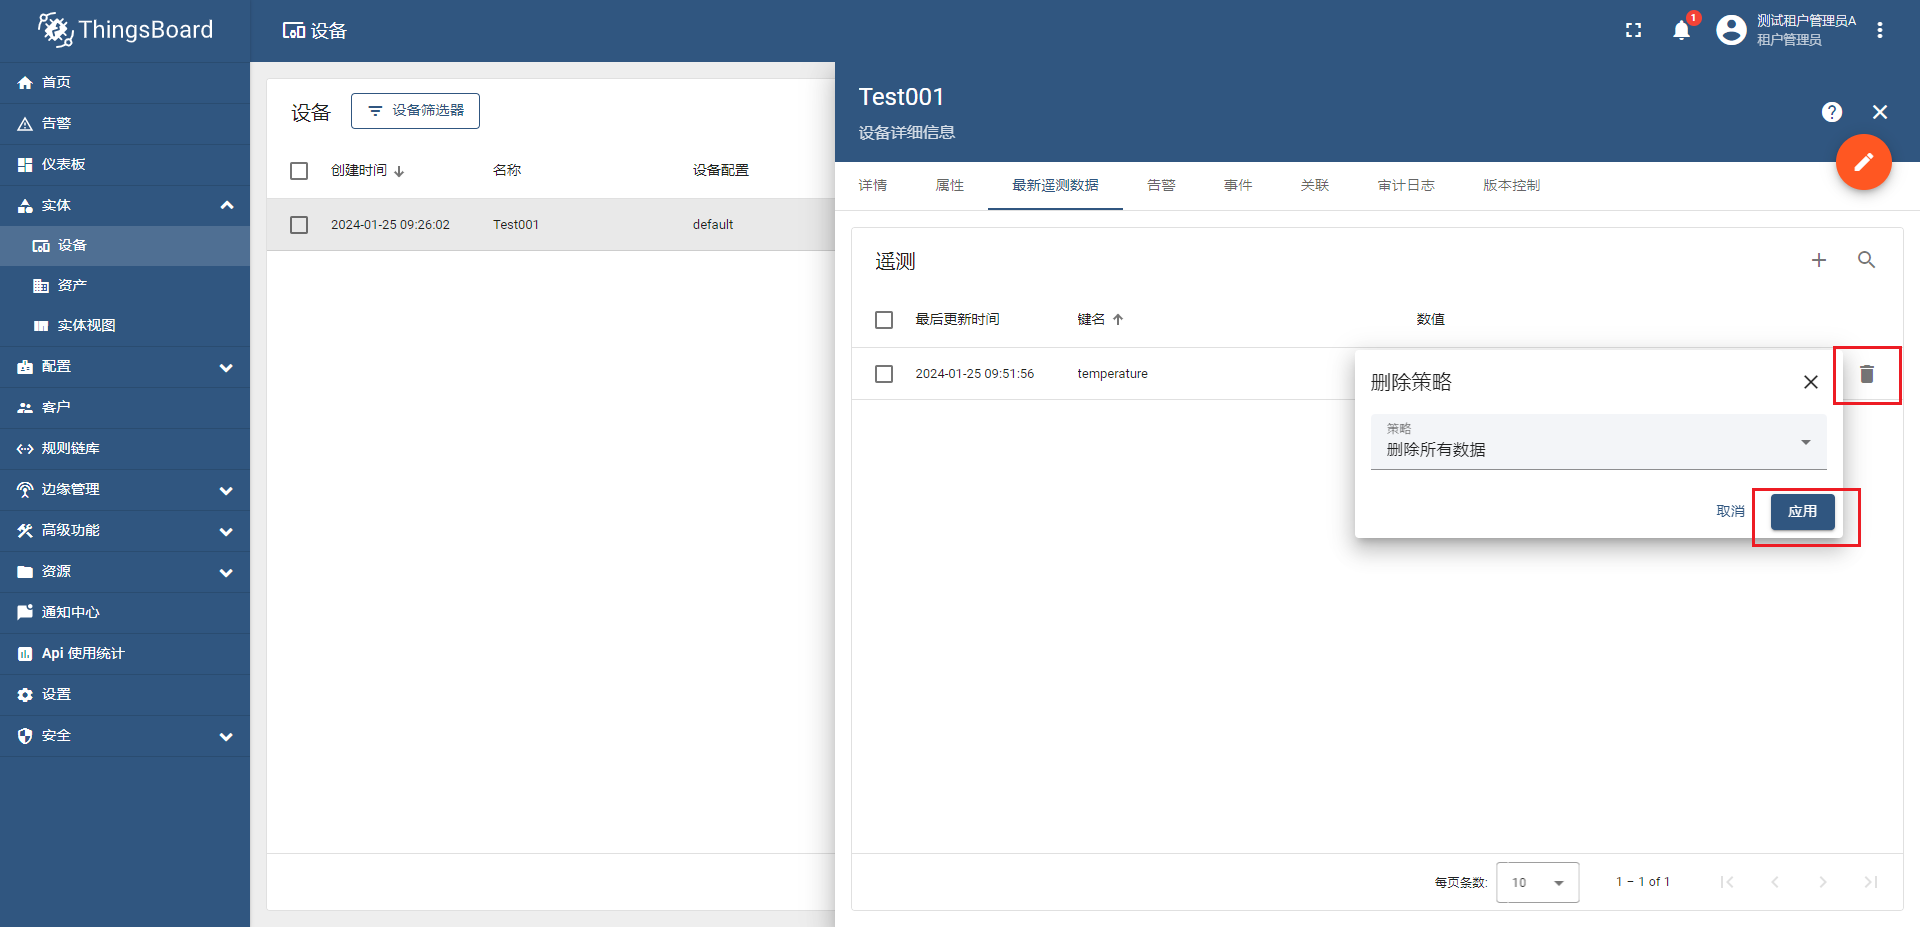 ThingsBoard
设备
1
测试租户管理员A
租户管理员
首页
告警
仪表板
实体
设备
资产
实体视图
配置
客户
规则链库
边缘管理
高级功能
资源
通知中心
Api 使用统计
设置
安全
设备
设备筛选器
创建时间
名称
设备配置
2024-01-25 09:26:02
Test001
default
Test001
设备详细信息
详情
属性
最新遥测数据
告警
事件
关联
审计日志
版本控制
遥测
最后更新时间
键名
数值
2024-01-25 09:51:56
temperature
删除策略
策略
删除所有数据
取消
应用
每页条数:
10
1 – 1 of 1